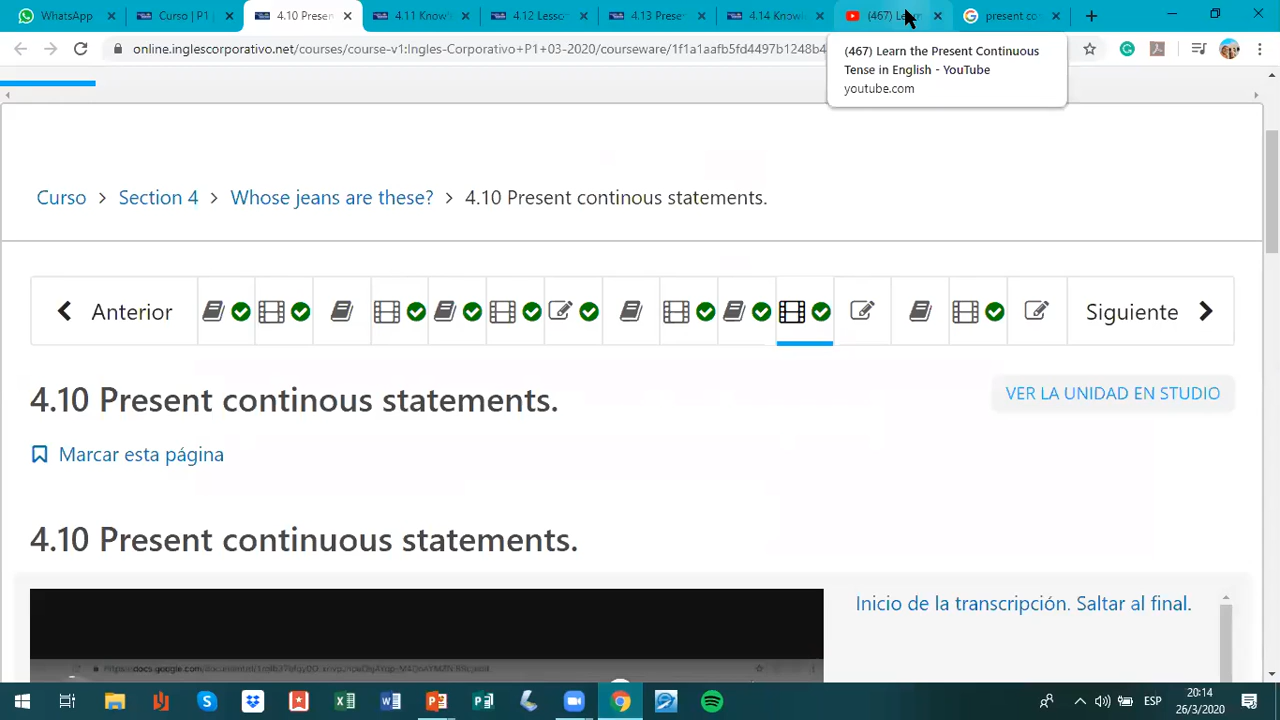 WhatsApp
Curso | P1
4.10 Presen
4.11 Know
4.12 Lesso
4.13 Prese
4.14 Know
(467) Lear
present co
online.inglescorporativo.net/courses/course-v1:Ingles-Corporativo+P1+03-2020/courseware/1f1a1aafb5fd4497b1248b4
(467) Learn the Present Continuous
Tense in English - YouTube
youtube.com
Curso > Section 4 > Whose jeans are these? > 4.10 Present continous statements.
Anterior
Siguiente
4.10 Present continous statements.
VER LA UNIDAD EN STUDIO
Marcar esta página
4.10 Present continuous statements.
Inicio de la transcripción. Saltar al final.
ESP
20:14
26/3/2020